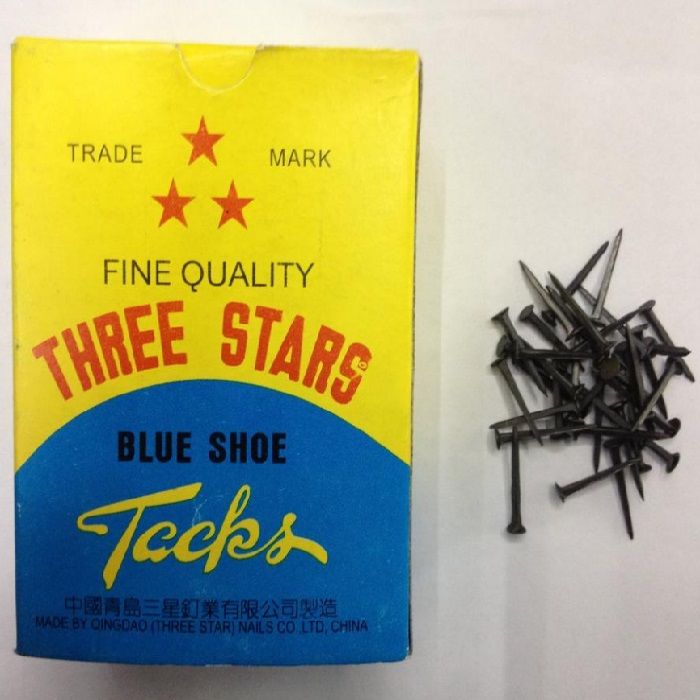 TRADE MARK
FINE QUALITY
THREE STARS
BLUE SHOE
Tacks
中國青島三星釘業有限公司製造
MADE BY QINGDAO (THREE STAR) NAILS CO.,LTD, CHINA